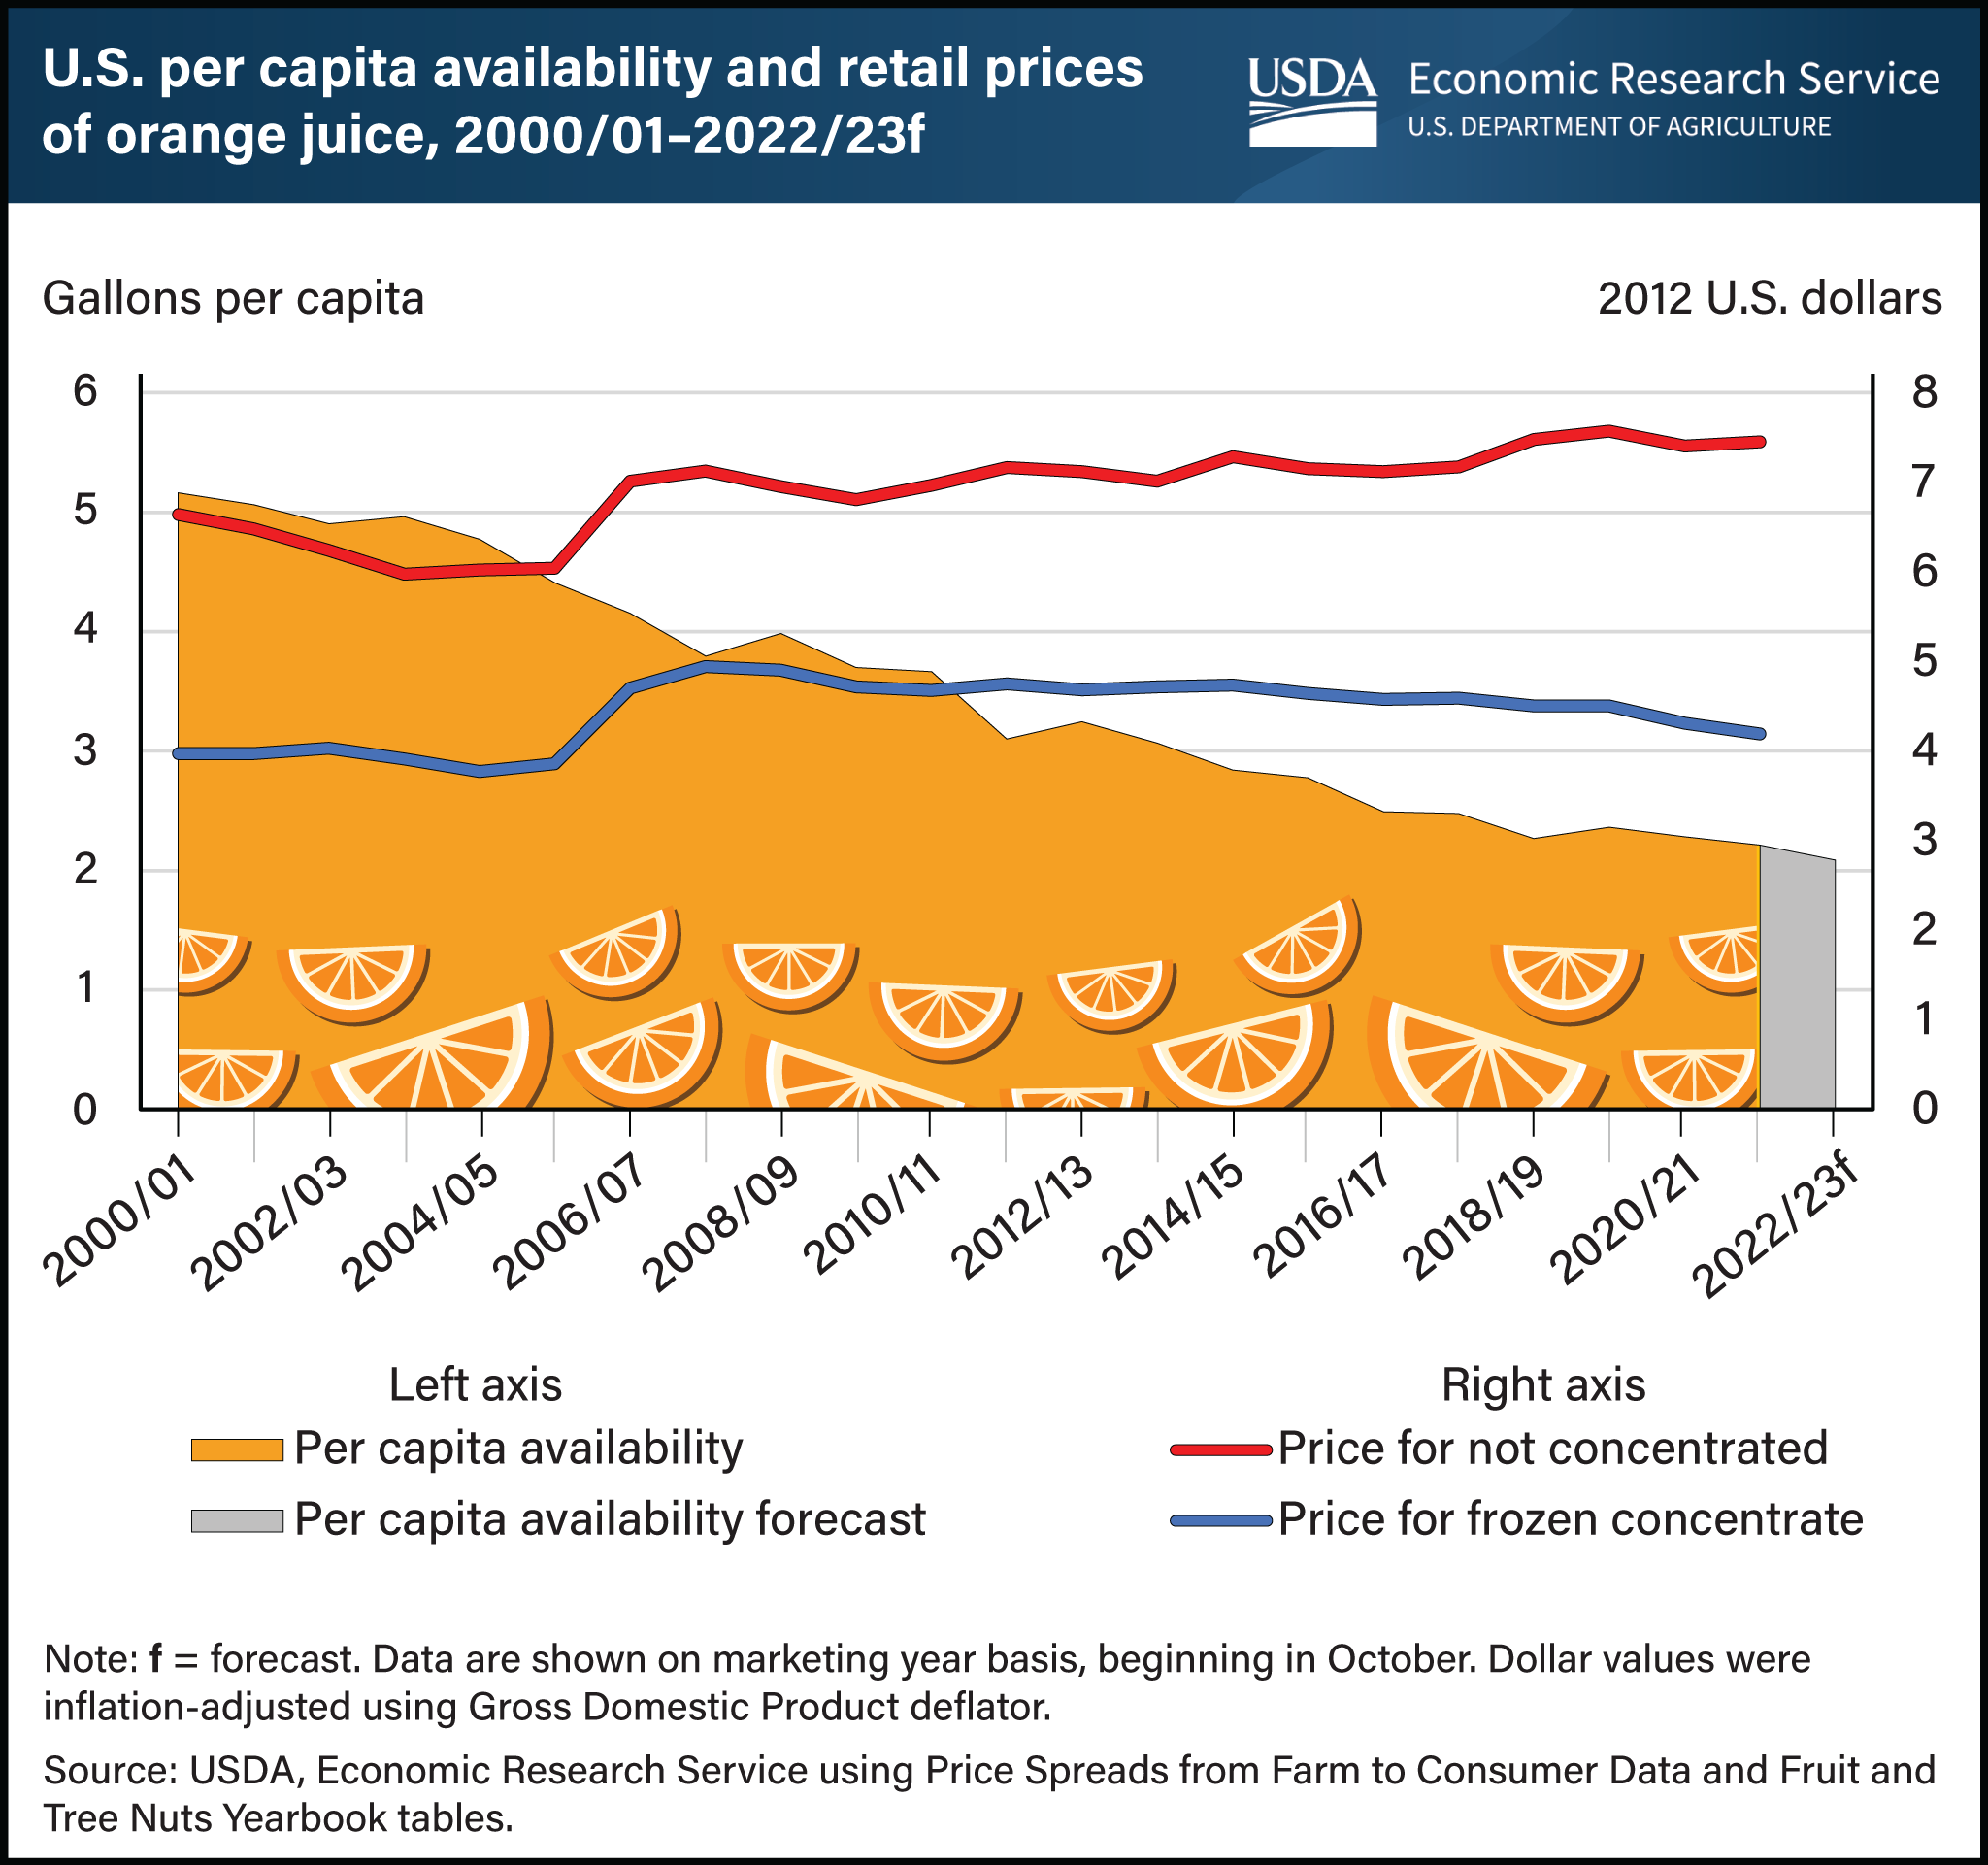 U.S. per capita availability and retail prices
of orange juice, 2000/01–2022/23f
USDA
Economic Research Service
U.S. DEPARTMENT OF AGRICULTURE
Gallons per capita
2012 U.S. dollars
6
5
4
3
2
1
0
8
7
6
5
4
3
2
1
0
2000/01
2002/03
2004/05
2006/07
2008/09
2010/11
2012/13
2014/15
2016/17
2018/19
2020/21
2022/23f
Left axis
Per capita availability
Per capita availability forecast
Right axis
Price for not concentrated
Price for frozen concentrate
Note: f = forecast. Data are shown on marketing year basis, beginning in October. Dollar values were
inflation-adjusted using Gross Domestic Product deflator.
Source: USDA, Economic Research Service using Price Spreads from Farm to Consumer Data and Fruit and
Tree Nuts Yearbook tables.